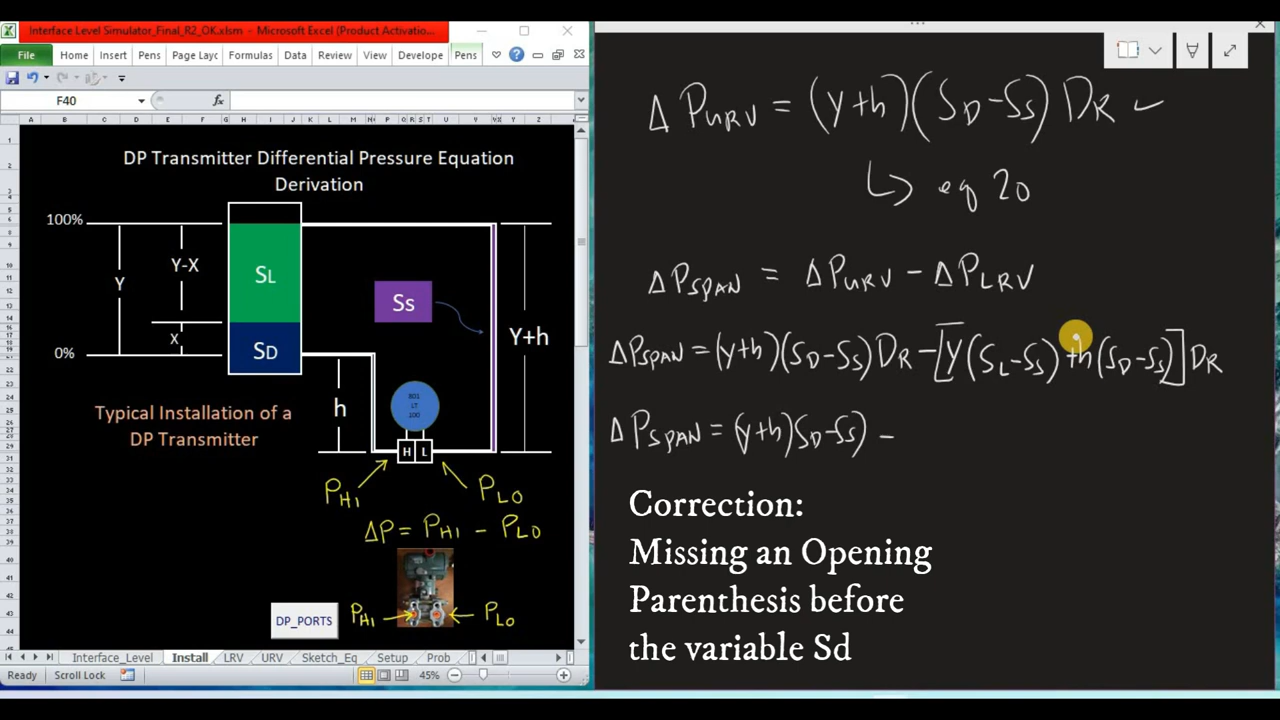 Interface Level Simulator_Final_R2_OK.xlsm - Microsoft Excel (Product Activatio...
File Home Insert Pens Page Layc Formulas Data Review View Develope Pens
F40 fx
A B C D E F G H I J K L M N O P Q R S T U V X Y Z
DP Transmitter Differential Pressure Equation
Derivation
100%
Y-X
Y
SL
Ss
Y+h
X
0%
SD
801
LT
100
h
Typical Installation of a
DP Transmitter
H L
PHI PLO
ΔP = PHI - PLO
DP_PORTS PHI PLO
Interface_Level Install LRV URV Sketch_Eq Setup Prob
Ready Scroll Lock 45%
ΔPURV = (Y+h)(SD-SS) DR
↳ eq 20
ΔPSPAN = ΔPURV - ΔPLRV
ΔPSPAN = (y+h)(SD-SS) DR - [Y(SL-SS) +h(SD-SS)] DR
ΔPSPAN = (y+h)SD-SS) -
Correction:
Missing an Opening
Parenthesis before
the variable Sd